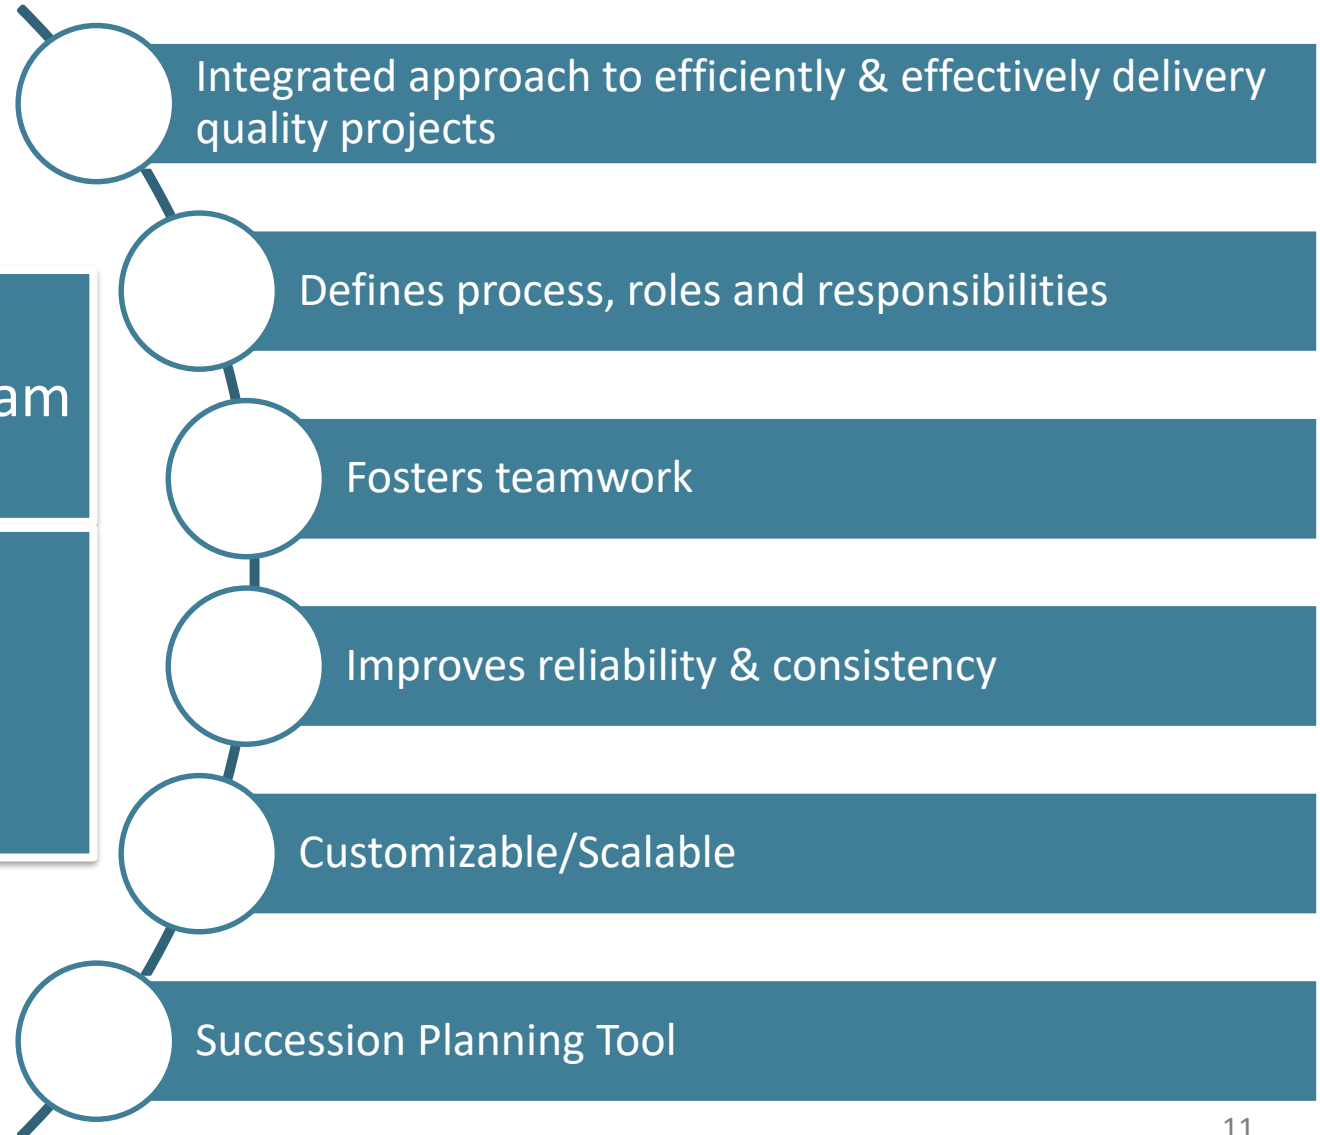 Integrated approach to efficiently & effectively delivery
quality projects
Defines process, roles and responsibilities
am
Fosters teamwork
Improves reliability & consistency
Customizable/Scalable
Succession Planning Tool
11